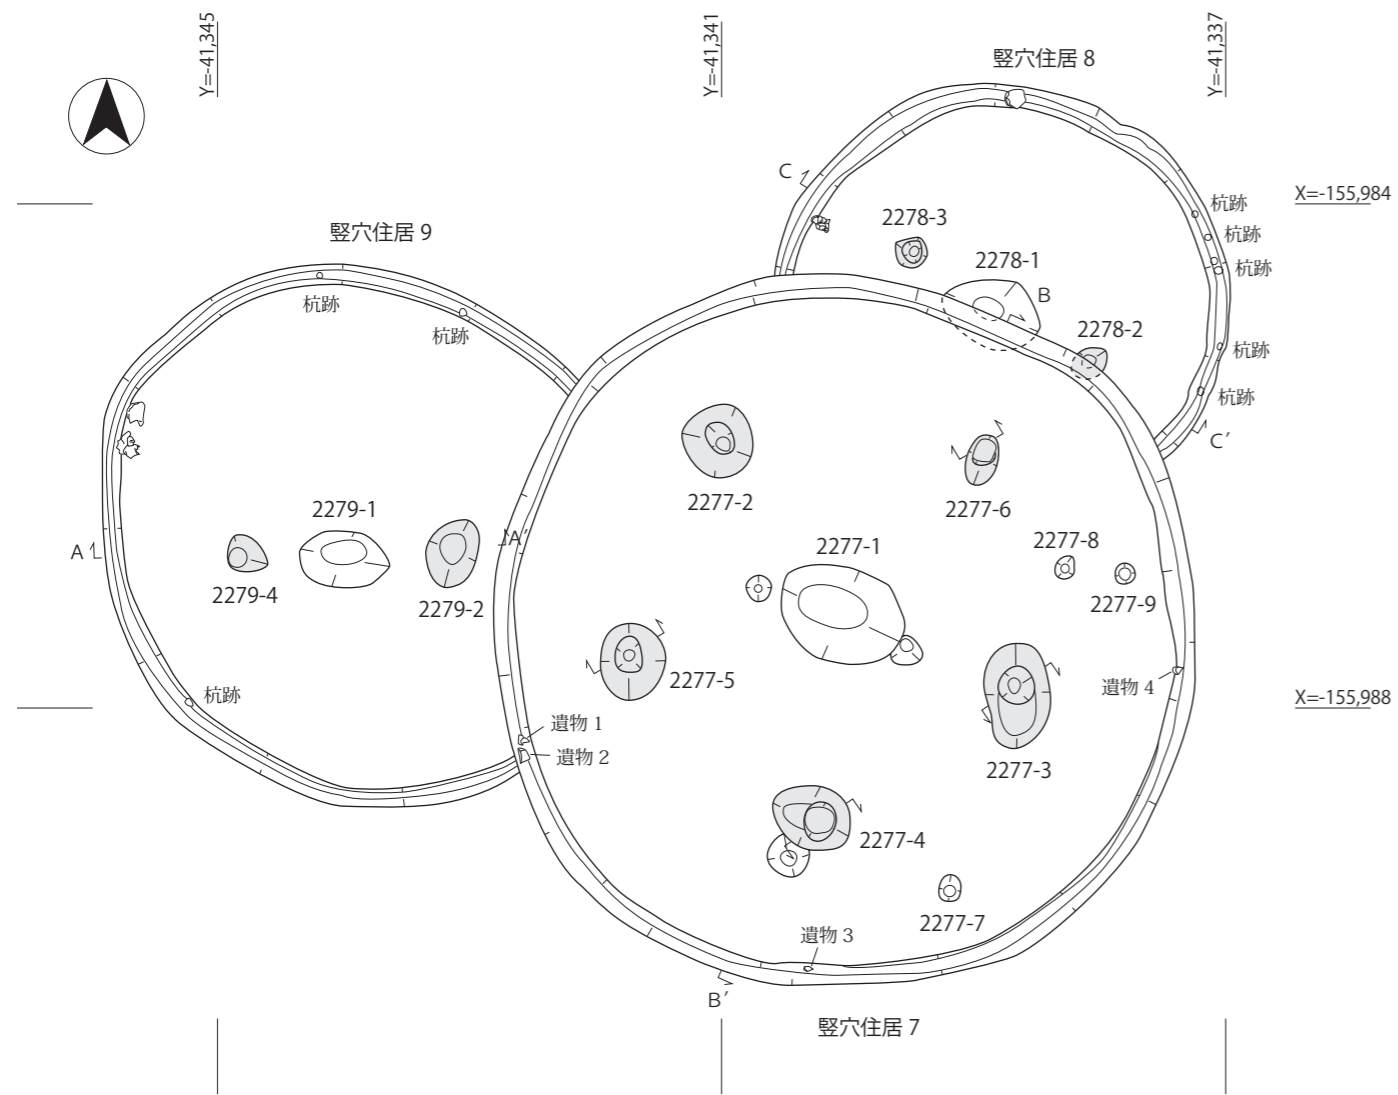 Y=-41,345
Y=-41,341
Y=-41,337
竪穴住居 8
C
X=-155,984
杭跡
2278-3
杭跡
竪穴住居 9
2278-1
杭跡
B
杭跡
杭跡
2278-2
杭跡
杭跡
C′
2277-2
2277-6
2279-1
A
A′
2277-1
2277-8
2279-4
2279-2
2277-9
2277-5
遺物 4
杭跡
X=-155,988
遺物 1
遺物 2
2277-3
2277-4
2277-7
遺物 3
B′
竪穴住居 7